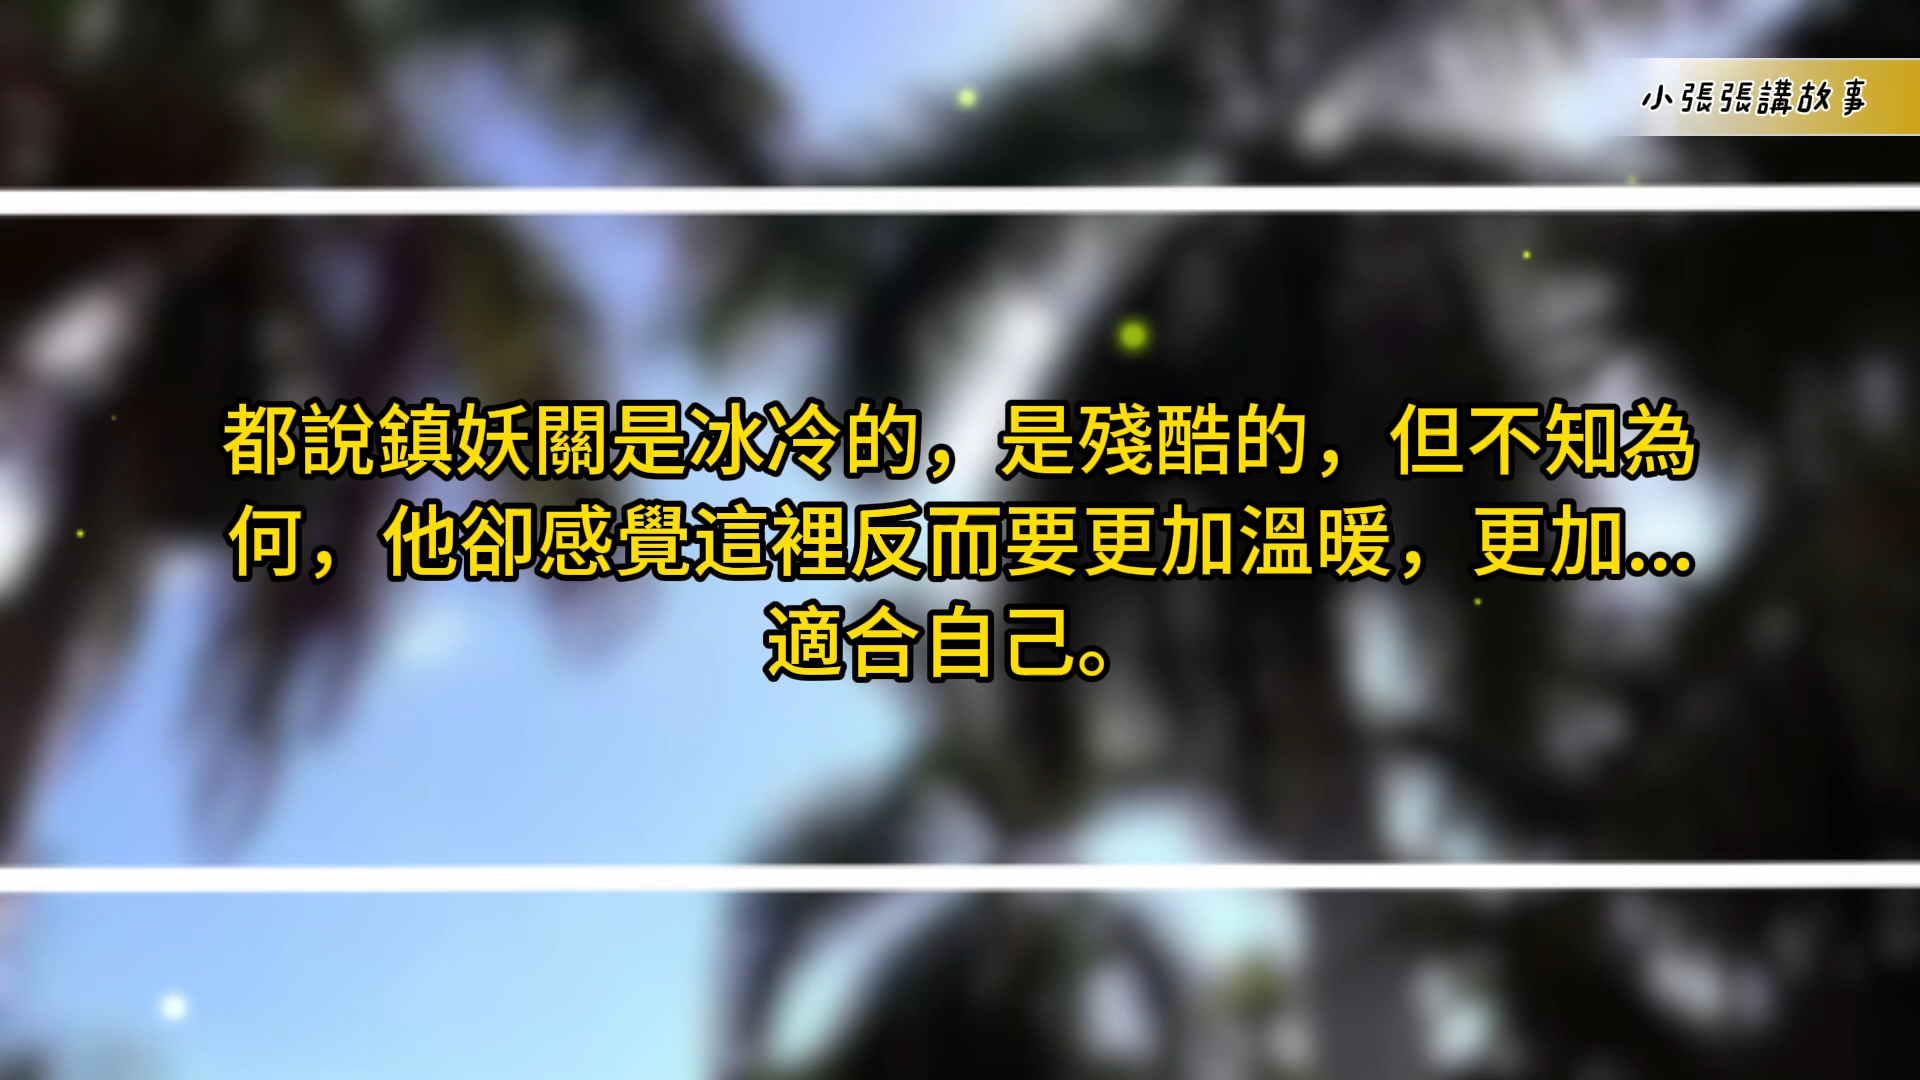 小張張講故事
都說鎮妖關是冰冷的，是殘酷的，但不知為
何，他卻感覺這裡反而要更加溫暖，更加...
適合自己。